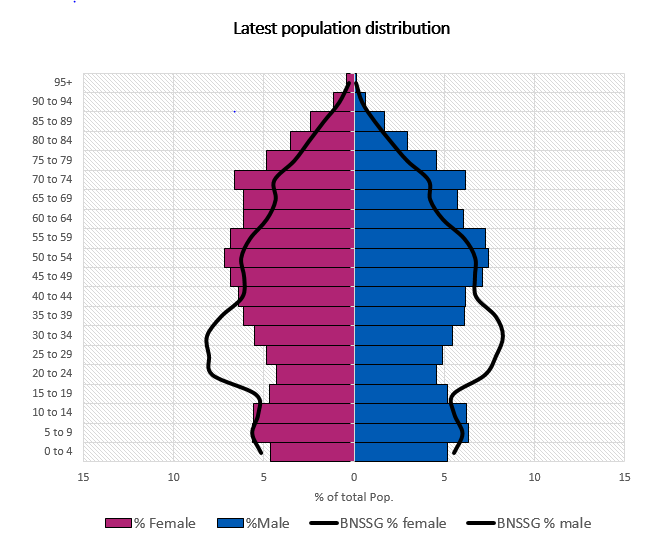 Latest population distribution
95+
90 to 94
85 to 89
80 to 84
75 to 79
70 to 74
65 to 69
60 to 64
55 to 59
50 to 54
45 to 49
40 to 44
35 to 39
30 to 34
25 to 29
20 to 24
15 to 19
10 to 14
5 to 9
0 to 4
15 10 5 0 5 10 15
% of total Pop.
% Female %Male BNSSG % female BNSSG % male